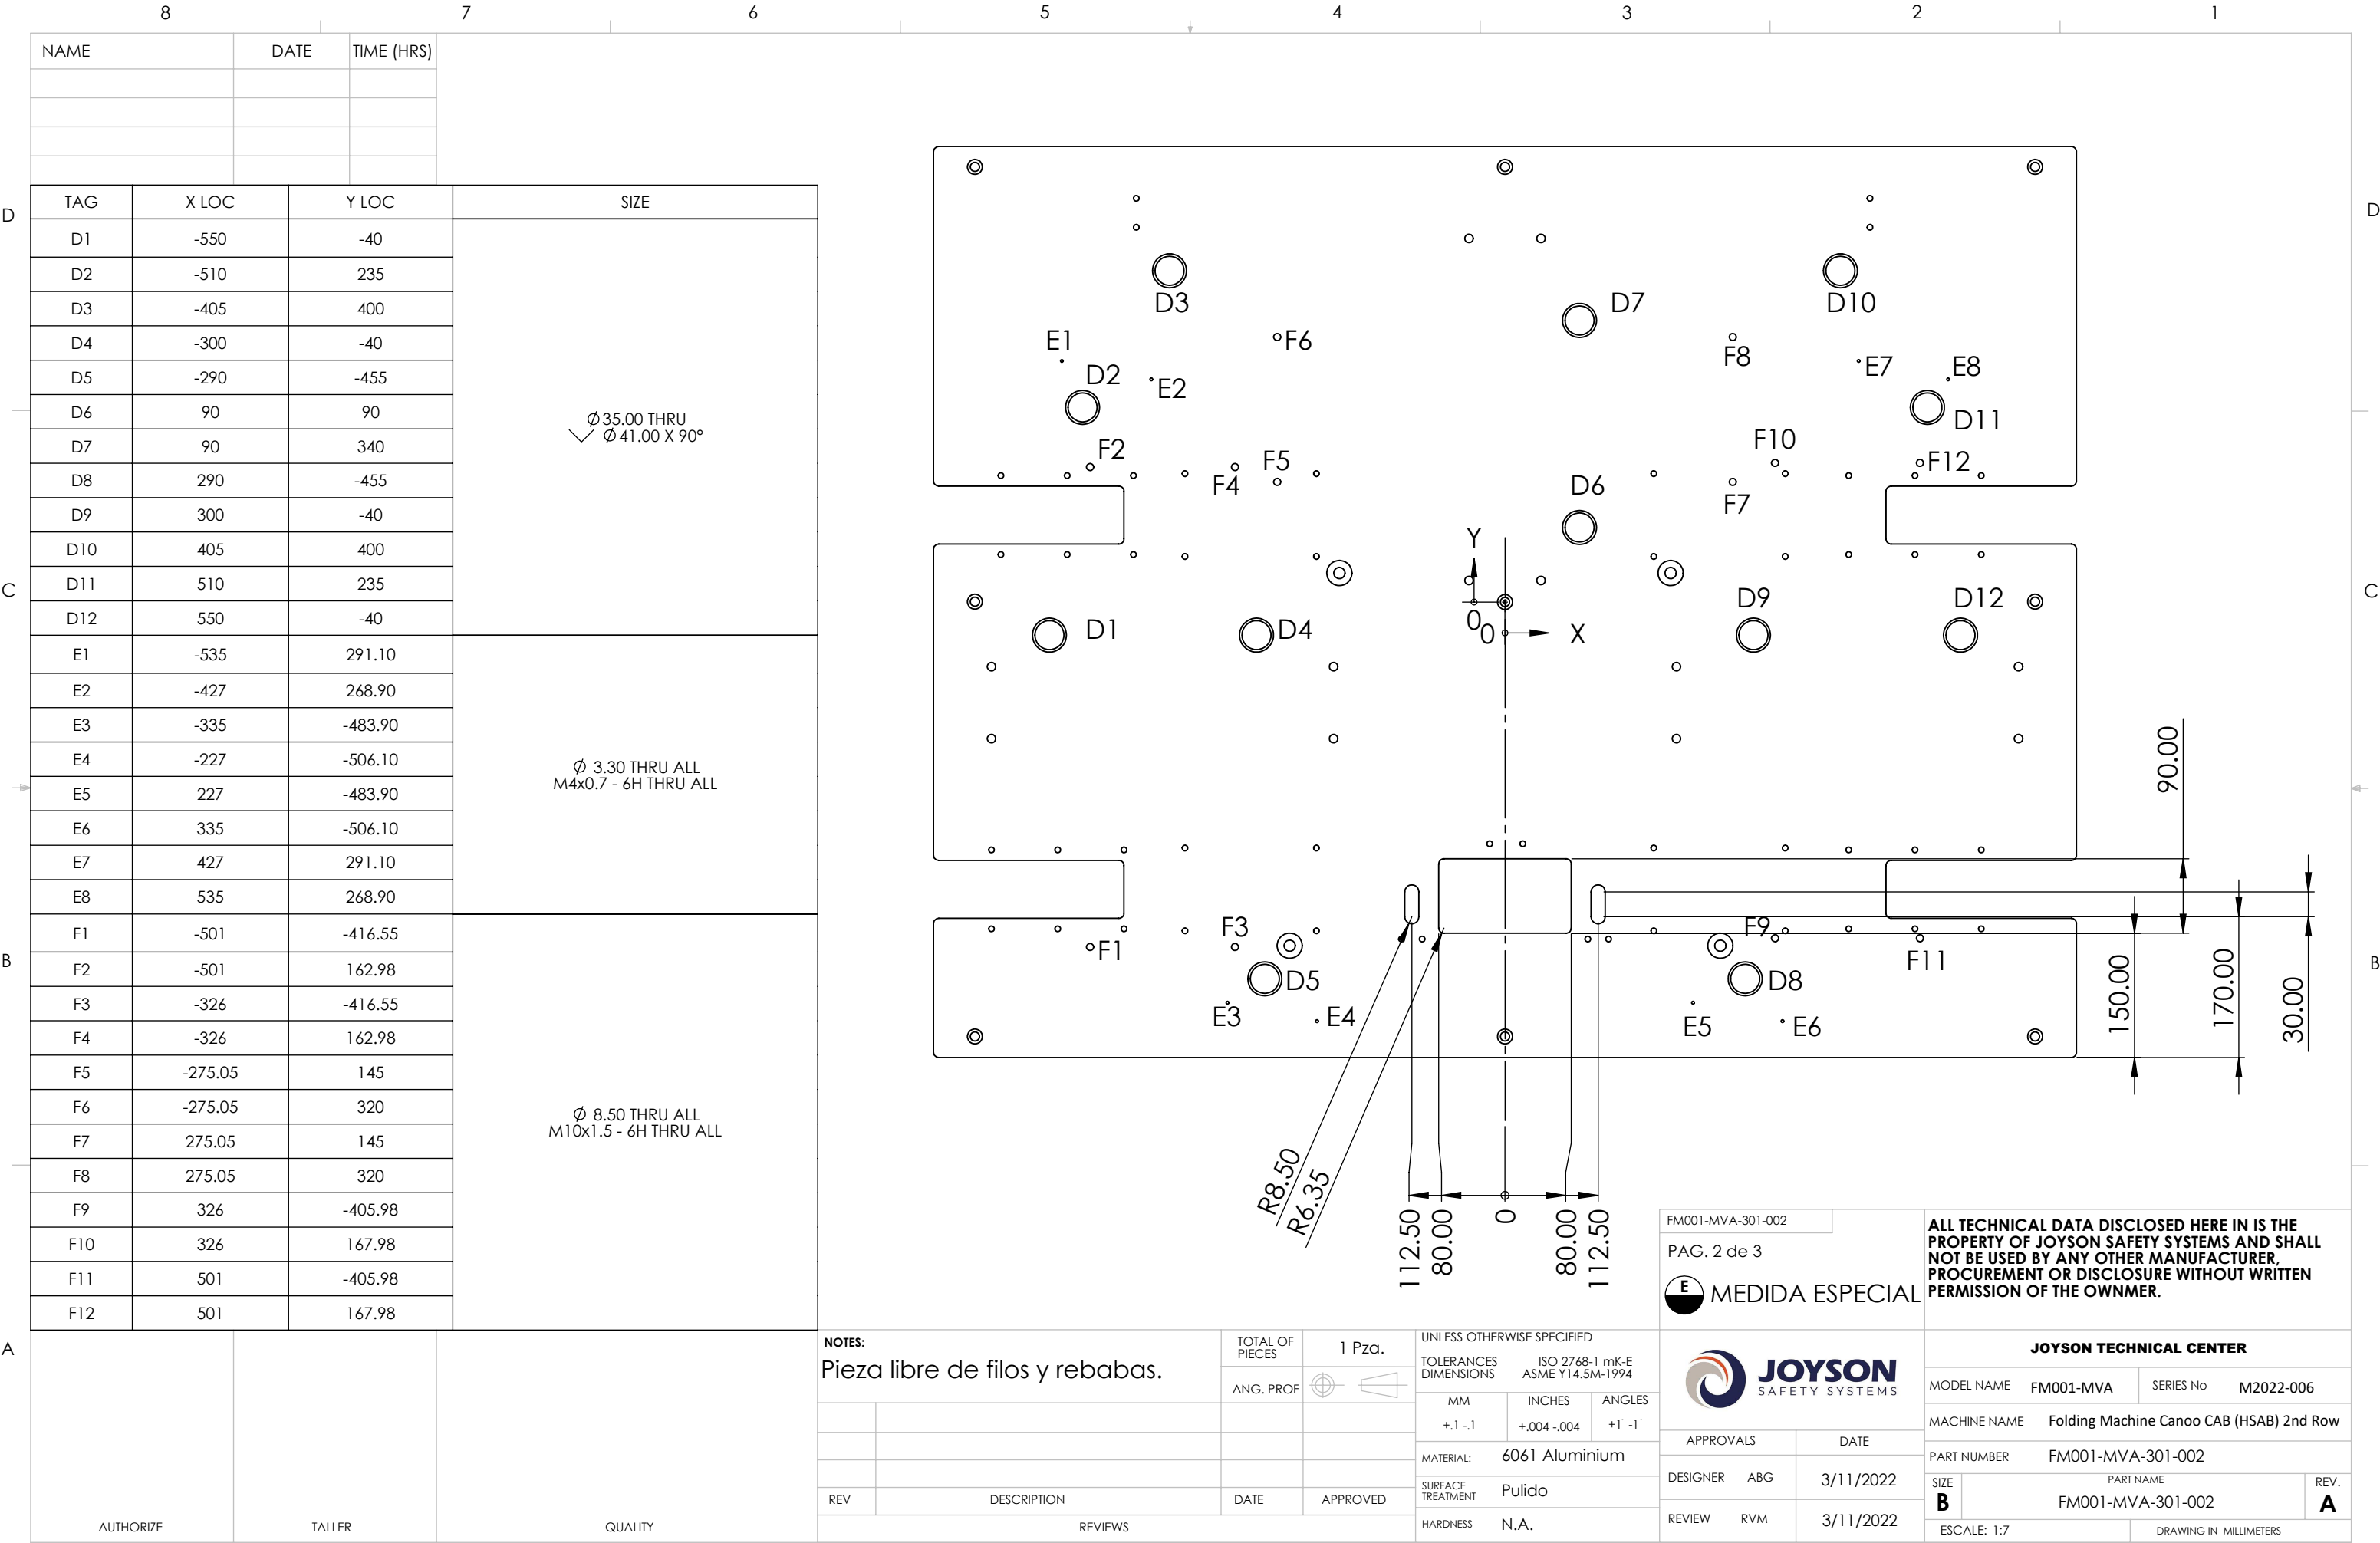 8 7 6 5 4 3 2 1
NAME DATE TIME (HRS)
TAG X LOC Y LOC SIZE
D1 -550 -40
D2 -510 235
D3 -405 400
D4 -300 -40
D5 -290 -455
D6 90 90
D7 90 340
D8 290 -455
D9 300 -40
D10 405 400
D11 510 235
D12 550 -40
Ø35.00 THRU
Ø41.00 X 90°
E1 -535 291.10
E2 -427 268.90
E3 -335 -483.90
E4 -227 -506.10
E5 227 -483.90
E6 335 -506.10
E7 427 291.10
E8 535 268.90
Ø 3.30 THRU ALL
M4x0.7 - 6H THRU ALL
F1 -501 -416.55
F2 -501 162.98
F3 -326 -416.55
F4 -326 162.98
F5 -275.05 145
F6 -275.05 320
F7 275.05 145
F8 275.05 320
F9 326 -405.98
F10 326 167.98
F11 501 -405.98
F12 501 167.98
Ø 8.50 THRU ALL
M10x1.5 - 6H THRU ALL
D D
C C
B B
A
D3 D7 D10
E1 F6 F8 E7 E8
D2 E2 D11
F2 F5 F10 F12
F4 D6 F7
Y
D1 D4 0 0 X D9 D12
90.00
F3 F9
F1 F11
D5 D8
E3 E4 E5 E6
150.00
170.00
30.00
R8.50
R6.35
112.50
80.00
0
80.00
112.50
FM001-MVA-301-002
PAG. 2 de 3
E MEDIDA ESPECIAL
ALL TECHNICAL DATA DISCLOSED HERE IN IS THE
PROPERTY OF JOYSON SAFETY SYSTEMS AND SHALL
NOT BE USED BY ANY OTHER MANUFACTURER,
PROCUREMENT OR DISCLOSURE WITHOUT WRITTEN
PERMISSION OF THE OWNMER.
NOTES:
Pieza libre de filos y rebabas.
TOTAL OF
PIECES
1 Pza.
ANG. PROF
REV DESCRIPTION DATE APPROVED
REVIEWS
AUTHORIZE TALLER QUALITY
UNLESS OTHERWISE SPECIFIED
TOLERANCES ISO 2768-1 mK-E
DIMENSIONS ASME Y14.5M-1994
MM INCHES ANGLES
+.1 -.1 +.004 -.004 +1° -1°
MATERIAL: 6061 Aluminium
SURFACE
TREATMENT
Pulido
HARDNESS N.A.
JOYSON
SAFETY SYSTEMS
APPROVALS DATE
DESIGNER ABG 3/11/2022
REVIEW RVM 3/11/2022
JOYSON TECHNICAL CENTER
MODEL NAME FM001-MVA SERIES No M2022-006
MACHINE NAME Folding Machine Canoo CAB (HSAB) 2nd Row
PART NUMBER FM001-MVA-301-002
SIZE
B
PART NAME
FM001-MVA-301-002
REV.
A
ESCALE: 1:7 DRAWING IN MILLIMETERS